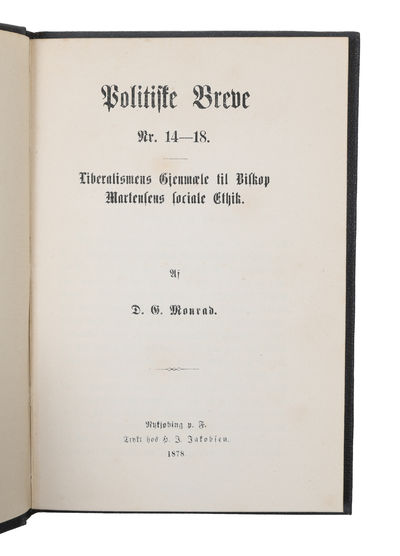 Politiske Breve
Nr. 14—18.
Liberalismens Gjenmæle til Biskop
Martensens sociale Ethik.
Af
D. G. Monrad.
Nykjøbing p. F.
Trykt hos H. J. Jakobsen.
1878